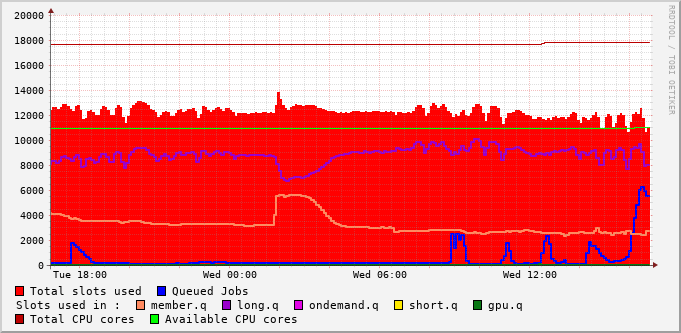 20000
18000
16000
14000
12000
10000
8000
6000
4000
2000
0
Tue 18:00 Wed 00:00 Wed 06:00 Wed 12:00
RRDTOOL / TOBI OETIKER
Total slots used Queued Jobs
Slots used in : member.q long.q ondemand.q short.q gpu.q
Total CPU cores Available CPU cores